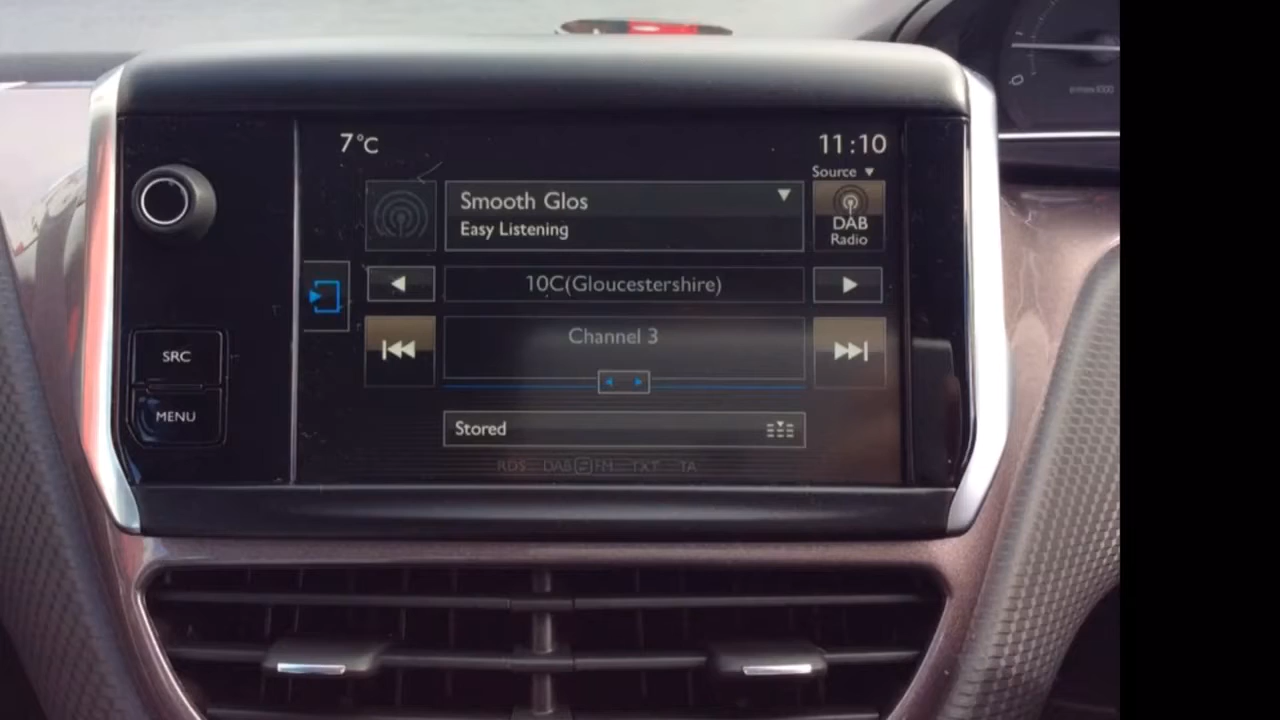 7°C
11:10
Source
Smooth Glos
Easy Listening
DAB
Radio
10C(Gloucestershire)
Channel 3
SRC
MENU
Stored
RDS DAB FM TXT TA